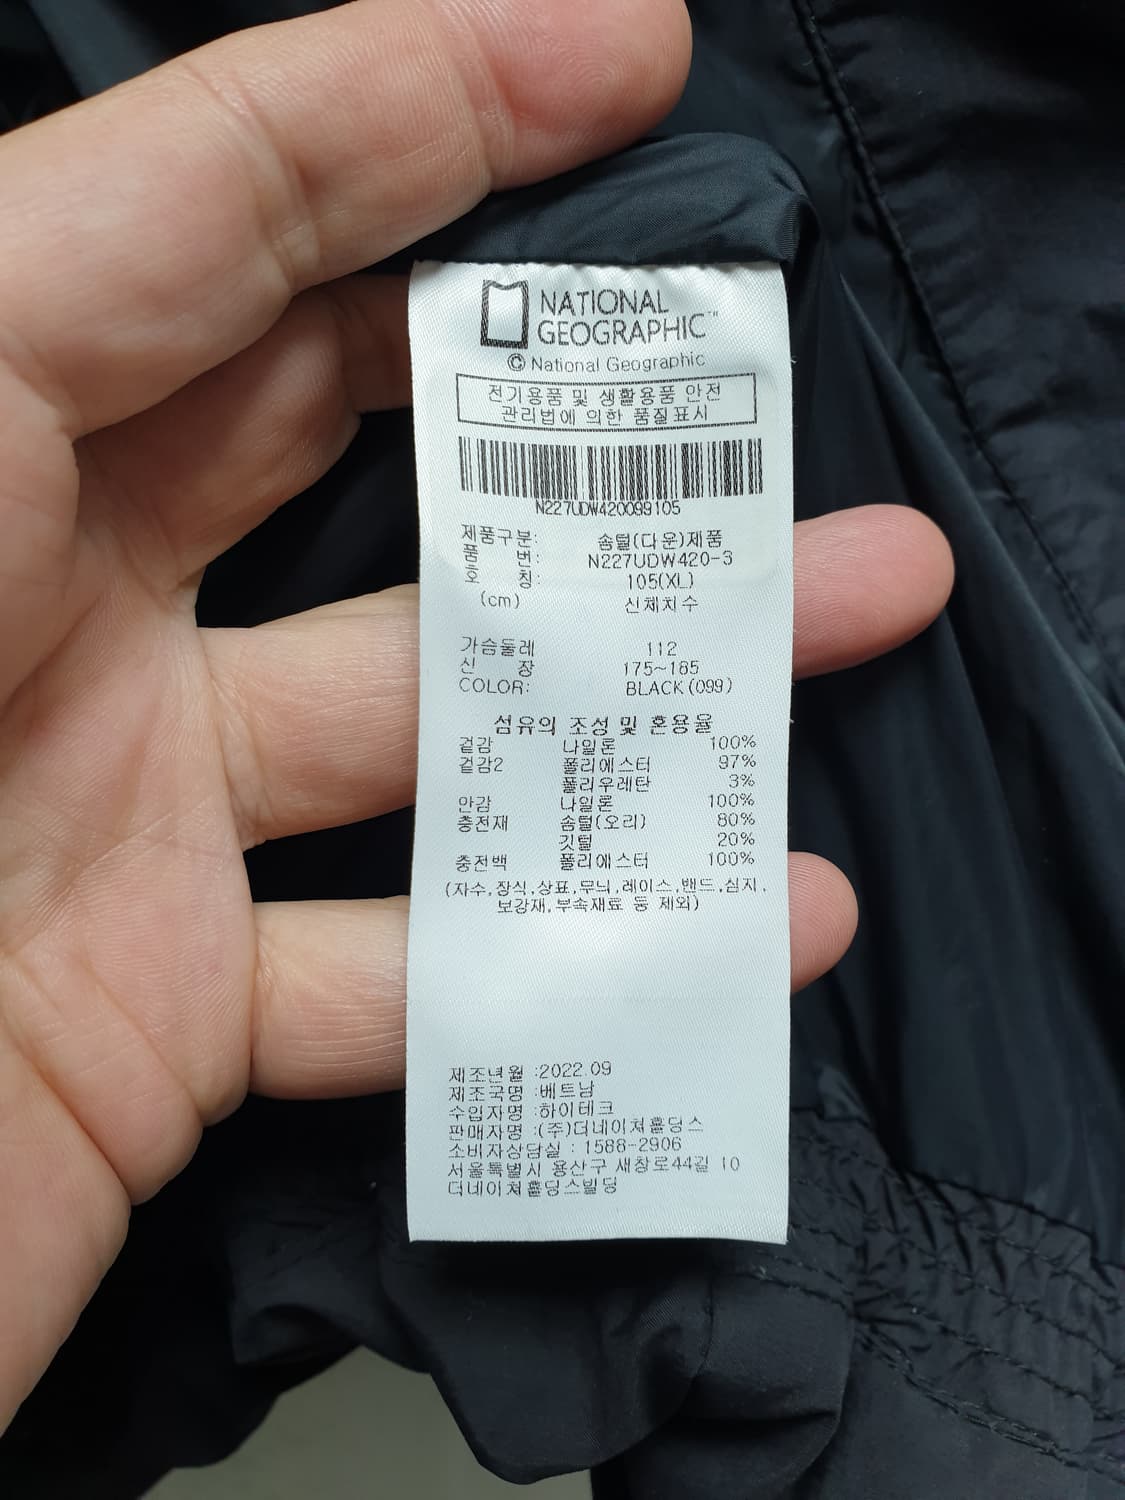 NATIONAL
GEOGRAPHIC™
© National Geographic
전기용품 및 생활용품 안전
관리법에 의한 품질표시
N227UDW420099105
제품구분: 솜털(다운)제품
품 번: N227UDW420-3
호 칭: 105(XL)
(cm) 신체치수
가슴둘레 112
신 장 175~185
COLOR: BLACK(099)
섬유의 조성 및 혼용율
겉감 나일론 100%
겉감2 폴리에스터 97%
폴리우레탄 3%
안감 나일론 100%
충전재 솜털(오리) 80%
깃털 20%
충전백 폴리에스터 100%
(자수,장식,상표,무늬,레이스,밴드,심지,
보강재,부속재료 등 제외)
제조년월 :2022.09
제조국명 :베트남
수입자명 :하이테크
판매자명 :(주)더네이쳐홀딩스
소비자상담실 : 1588-2906
서울특별시 용산구 새창로44길 10
더네이쳐홀딩스빌딩